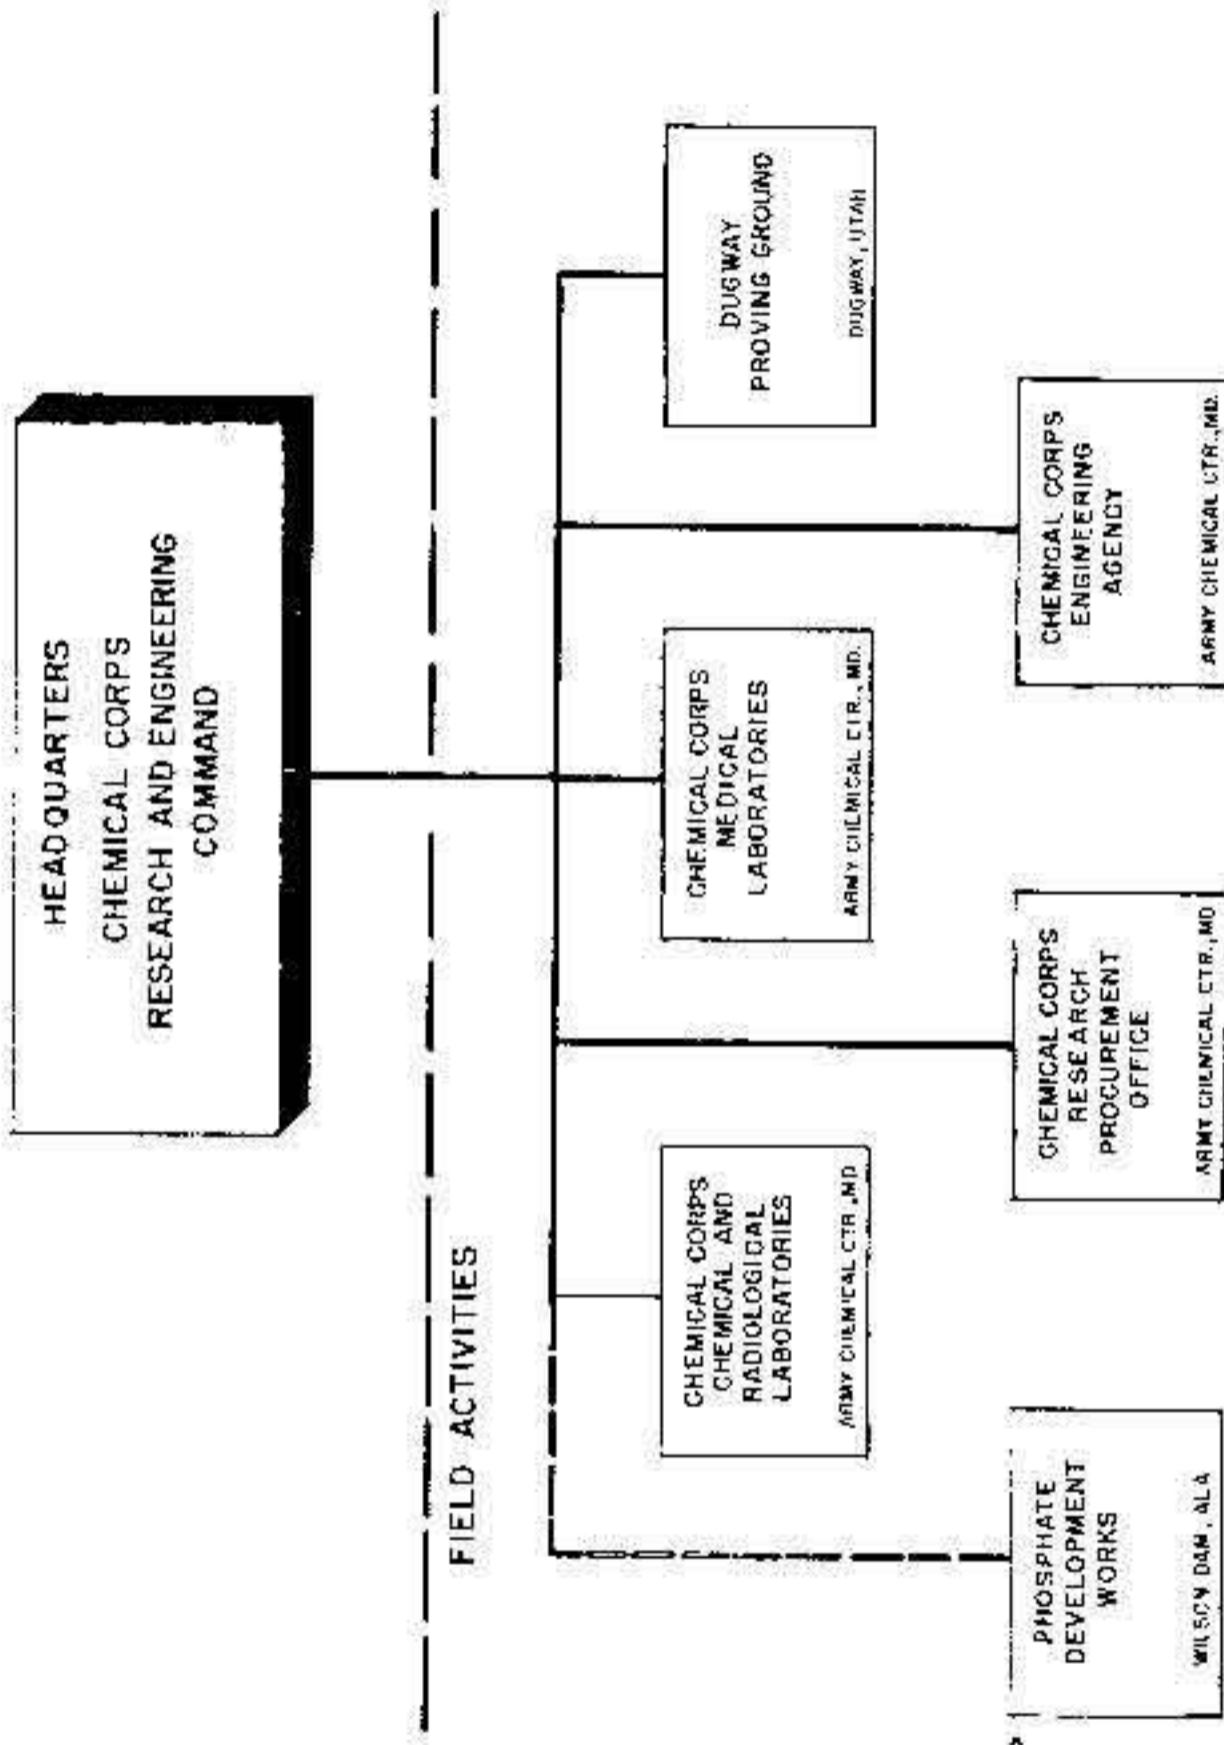 HEADQUARTERS
CHEMICAL CORPS
RESEARCH AND ENGINEERING
COMMAND
FIELD ACTIVITIES
CHEMICAL CORPS
CHEMICAL AND
RADIOLOGICAL
LABORATORIES
ARMY CHEMICAL CTR., MD
CHEMICAL CORPS
MEDICAL
LABORATORIES
ARMY CHEMICAL CTR., MD.
DUGWAY
PROVING GROUND
DUGWAY, UTAH
PHOSPHATE
DEVELOPMENT
WORKS
WILSON DAM, ALA
CHEMICAL CORPS
RESEARCH
PROCUREMENT
OFFICE
ARMY CHEMICAL CTR., MD
CHEMICAL CORPS
ENGINEERING
AGENCY
ARMY CHEMICAL CTR., MD.